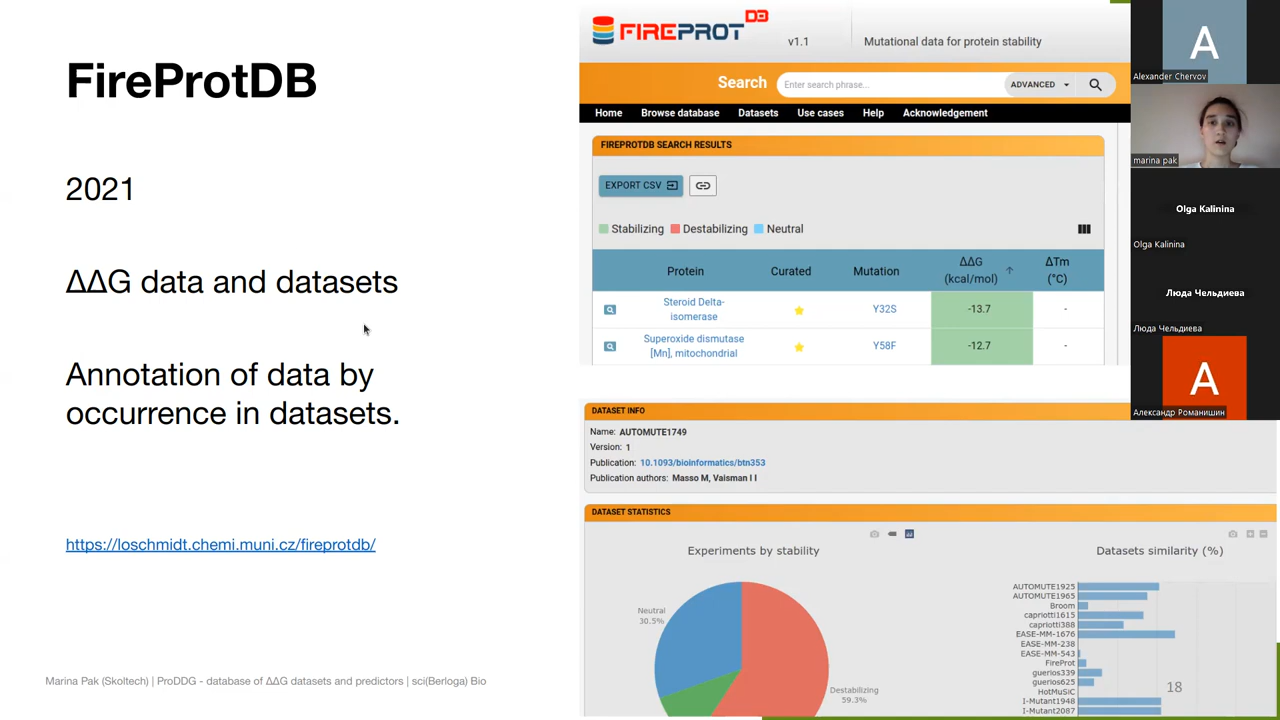 FireProtDB
2021
ΔΔG data and datasets
Annotation of data by
occurrence in datasets.
https://loschmidt.chemi.muni.cz/fireprotdb/
Marina Pak (Skoltech) | ProDDG - database of ΔΔG datasets and predictors | sci(Berloga) Bio
FIREPROT DB
v1.1
Mutational data for protein stability
Search
Enter search phrase...
ADVANCED
Home Browse database Datasets Use cases Help Acknowledgement
FIREPROTDB SEARCH RESULTS
EXPORT CSV
Stabilizing Destabilizing Neutral
Protein Curated Mutation ΔΔG (kcal/mol) ΔTm (°C)
Steroid Delta-
isomerase
Y32S -13.7 -
Superoxide dismutase
[Mn], mitochondrial
Y58F -12.7 -
DATASET INFO
Name: AUTOMUTE1749
Version: 1
Publication: 10.1093/bioinformatics/btn353
Publication authors: Masso M, Vaisman I I
DATASET STATISTICS
Experiments by stability
Neutral
30.5%
Destabilizing
59.3%
Datasets similarity (%)
AUTOMUTE1925
AUTOMUTE1965
Broom
capriotti1615
capriotti388
EASE-MM-1676
EASE-MM-238
EASE-MM-543
FireProt
guerios339
guerios625
HotMuSiC
I-Mutant1948
I-Mutant2087
18
A
Alexander Chervov
marina pak
Olga Kalinina
Olga Kalinina
Люда Чельдиева
Люда Чельдиева
A
Александр Романишин